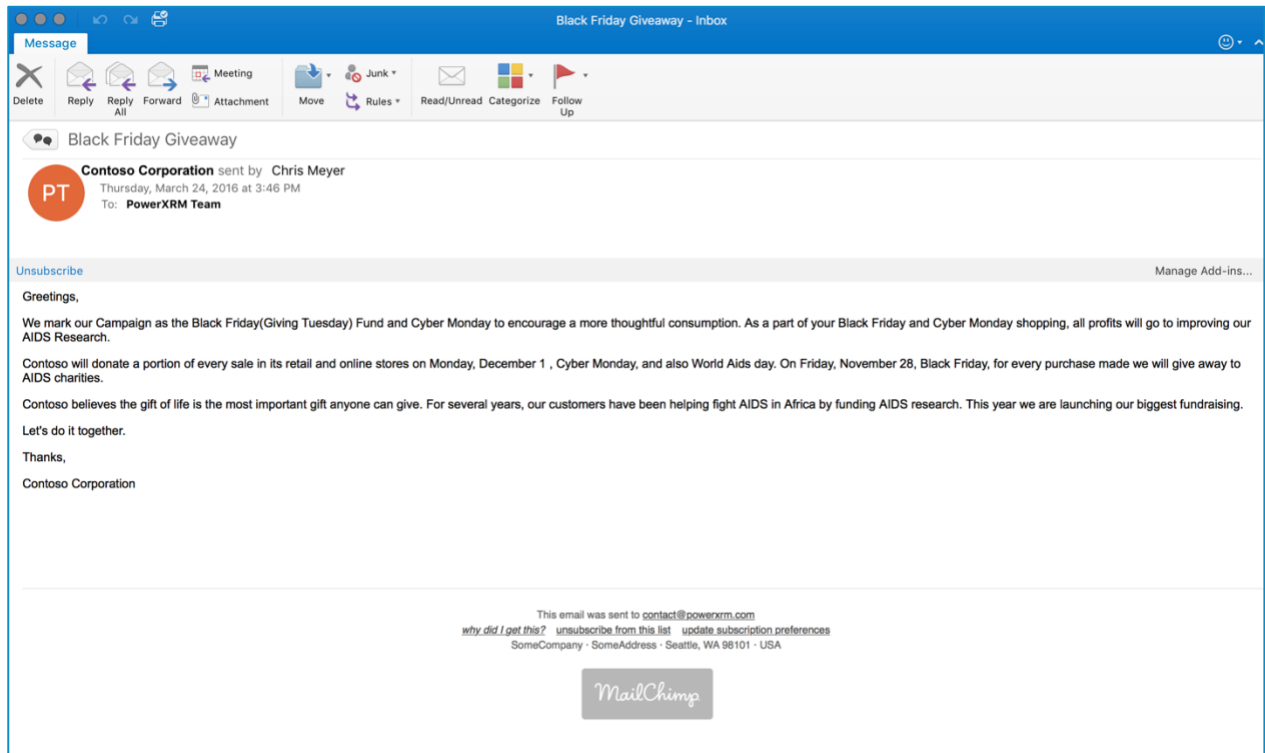 Black Friday Giveaway - Inbox
Message
Delete
Reply
Reply All
Forward
Meeting
Attachment
Move
Junk
Rules
Read/Unread
Categorize
Follow Up
Black Friday Giveaway
PT
Contoso Corporation sent by Chris Meyer
Thursday, March 24, 2016 at 3:46 PM
To: PowerXRM Team
Unsubscribe
Manage Add-ins...
Greetings,
We mark our Campaign as the Black Friday(Giving Tuesday) Fund and Cyber Monday to encourage a more thoughtful consumption. As a part of your Black Friday and Cyber Monday shopping, all profits will go to improving our
AIDS Research.
Contoso will donate a portion of every sale in its retail and online stores on Monday, December 1 , Cyber Monday, and also World Aids day. On Friday, November 28, Black Friday, for every purchase made we will give away to
AIDS charities.
Contoso believes the gift of life is the most important gift anyone can give. For several years, our customers have been helping fight AIDS in Africa by funding AIDS research. This year we are launching our biggest fundraising.
Let's do it together.
Thanks,
Contoso Corporation
This email was sent to contact@powerxrm.com
why did I get this? unsubscribe from this list update subscription preferences
SomeCompany · SomeAddress · Seattle, WA 98101 · USA
MailChimp